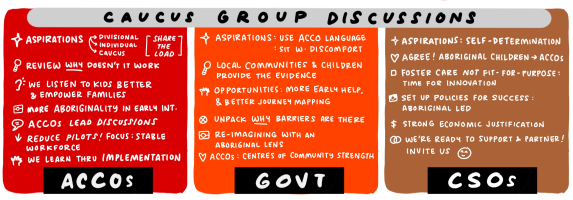 CAUCUS GROUP DISCUSSIONS
ASPIRATIONS DIVISIONAL INDIVIDUAL CAUCUS [SHARE THE LOAD]
REVIEW WHY DOESN'T IT WORK
WE LISTEN TO KIDS BETTER
& EMPOWER FAMILIES
MORE ABORIGINALITY IN EARLY INT.
ACCOs LEAD DISCUSSIONS
REDUCE PILOTS! FOCUS: STABLE
WORKFORCE
WE LEARN THRU IMPLEMENTATION
ACCOs
ASPIRATIONS: USE ACCO LANGUAGE
: SIT W. DISCOMFORT
LOCAL COMMUNITIES & CHILDREN
PROVIDE THE EVIDENCE
OPPORTUNITIES: MORE EARLY HELP,
& BETTER JOURNEY MAPPING
UNPACK WHY BARRIERS ARE THERE
RE-IMAGINING WITH AN
ABORIGINAL LENS
ACCOs: CENTRES OF COMMUNITY STRENGTH
GOVT
ASPIRATIONS: SELF-DETERMINATION
AGREE! ABORIGINAL CHILDREN → ACCOs
FOSTER CARE NOT FIT-FOR-PURPOSE:
TIME FOR INNOVATION
SET UP POLICIES FOR SUCCESS:
ABORIGINAL LED
$ STRONG ECONOMIC JUSTIFICATION
WE'RE READY TO SUPPORT & PARTNER!
INVITE US
CSOs